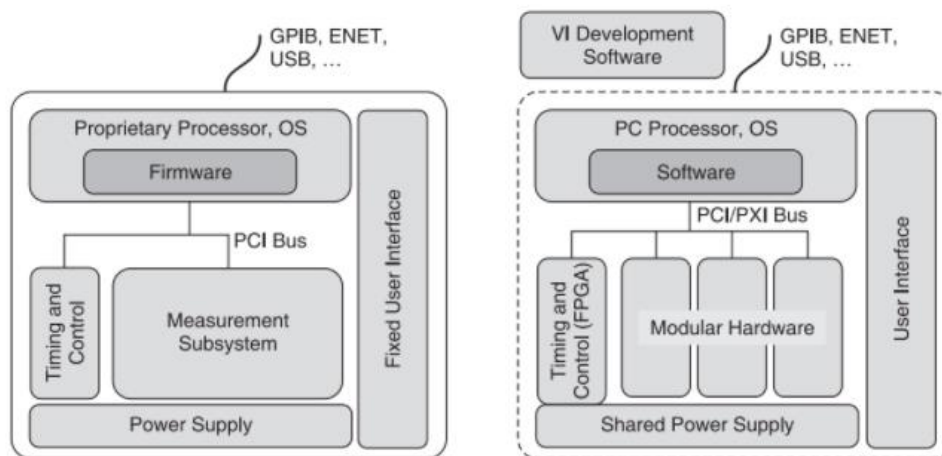 GPIB, ENET,
USB, ...
Proprietary Processor, OS
Firmware
PCI Bus
Timing and
Control
Measurement
Subsystem
Fixed User Interface
Power Supply
VI Development
Software
GPIB, ENET,
USB, ...
PC Processor, OS
Software
PCI/PXI Bus
Timing and
Control (FPGA)
Modular Hardware
User Interface
Shared Power Supply